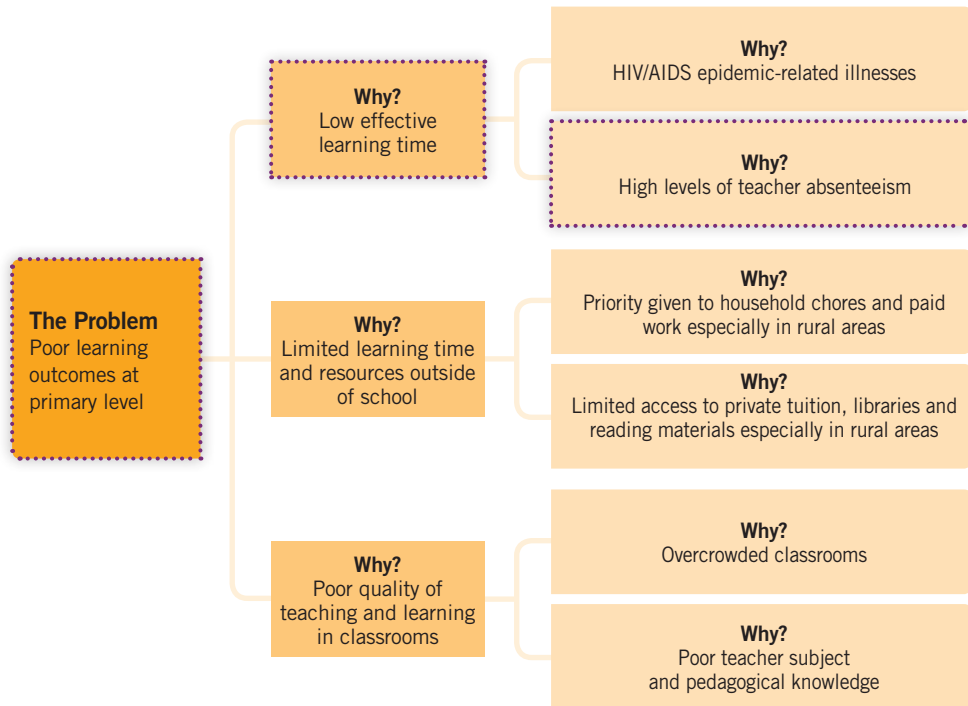 The Problem
Poor learning
outcomes at
primary level
Why?
Low effective
learning time
Why?
HIV/AIDS epidemic-related illnesses
Why?
High levels of teacher absenteeism
Why?
Limited learning time
and resources outside
of school
Why?
Priority given to household chores and paid
work especially in rural areas
Why?
Limited access to private tuition, libraries and
reading materials especially in rural areas
Why?
Poor quality of
teaching and learning
in classrooms
Why?
Overcrowded classrooms
Why?
Poor teacher subject
and pedagogical knowledge